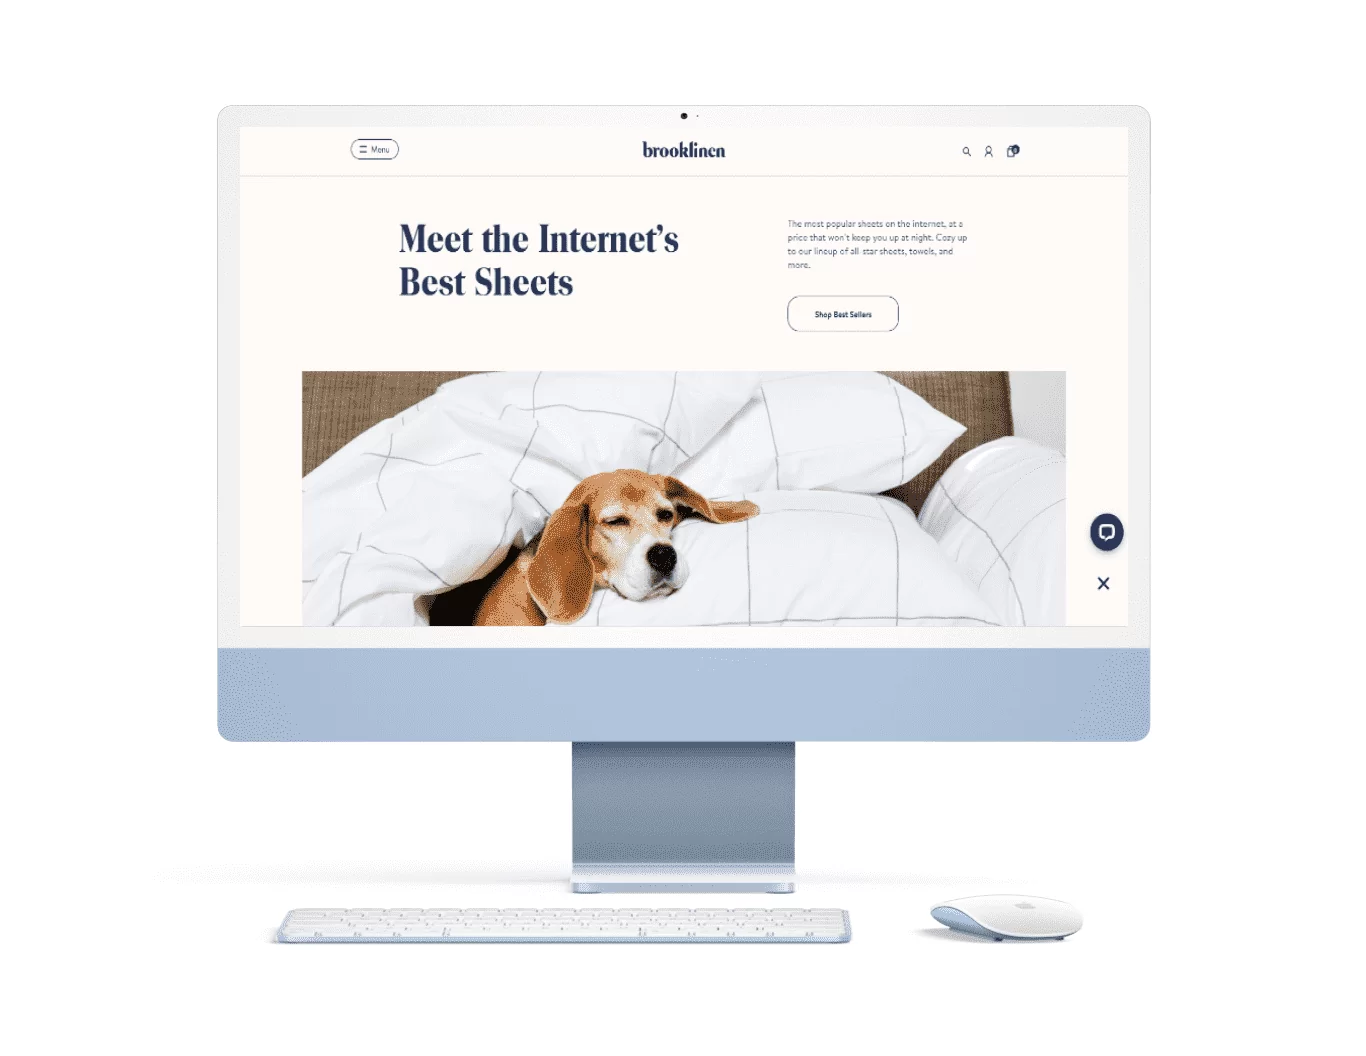 Menu
brooklinen
Meet the Internet's
Best Sheets
The most popular sheets on the internet, at a
price that won't keep you up at night. Cozy up
to our lineup of all-star sheets, towels, and
more.
Shop Best Sellers